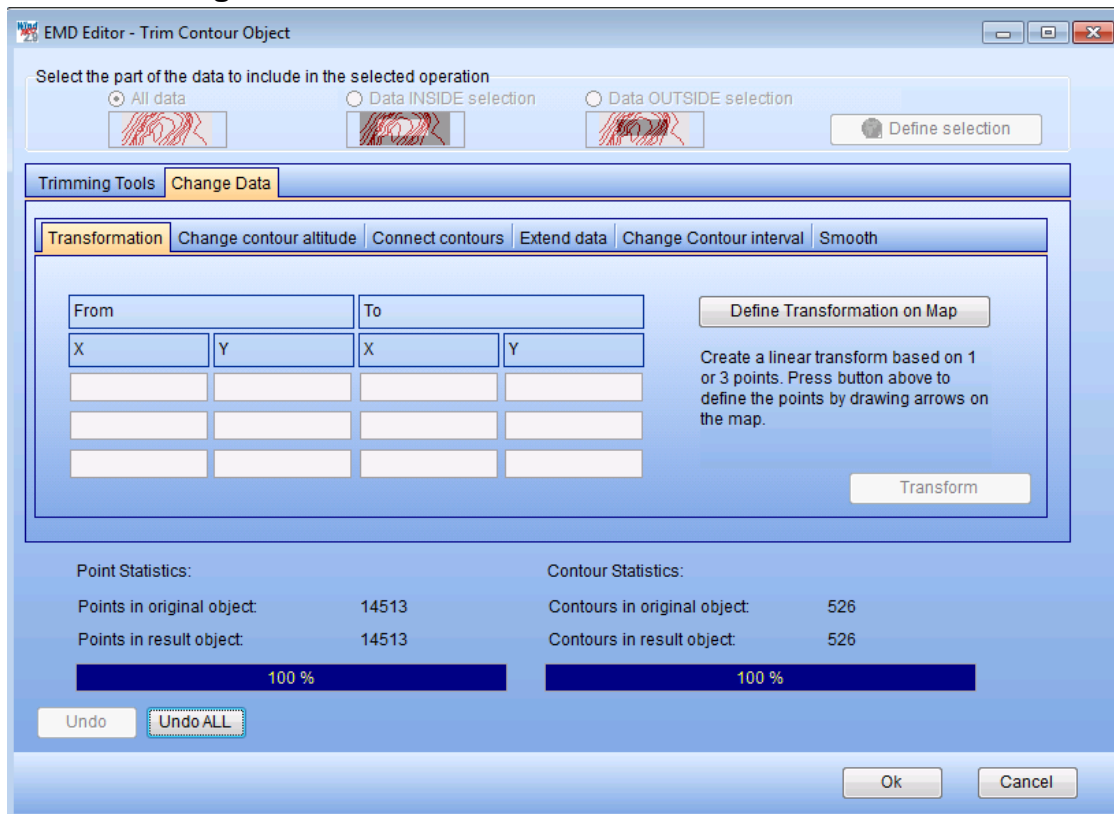 EMD Editor - Trim Contour Object
Select the part of the data to include in the selected operation
All data Data INSIDE selection Data OUTSIDE selection
Define selection
Trimming Tools Change Data
Transformation Change contour altitude Connect contours Extend data Change Contour interval Smooth
From To
X Y X Y
Define Transformation on Map
Create a linear transform based on 1
or 3 points. Press button above to
define the points by drawing arrows on
the map.
Transform
Point Statistics: Contour Statistics:
Points in original object: 14513 Contours in original object: 526
Points in result object: 14513 Contours in result object: 526
100 % 100 %
Undo Undo ALL
Ok Cancel